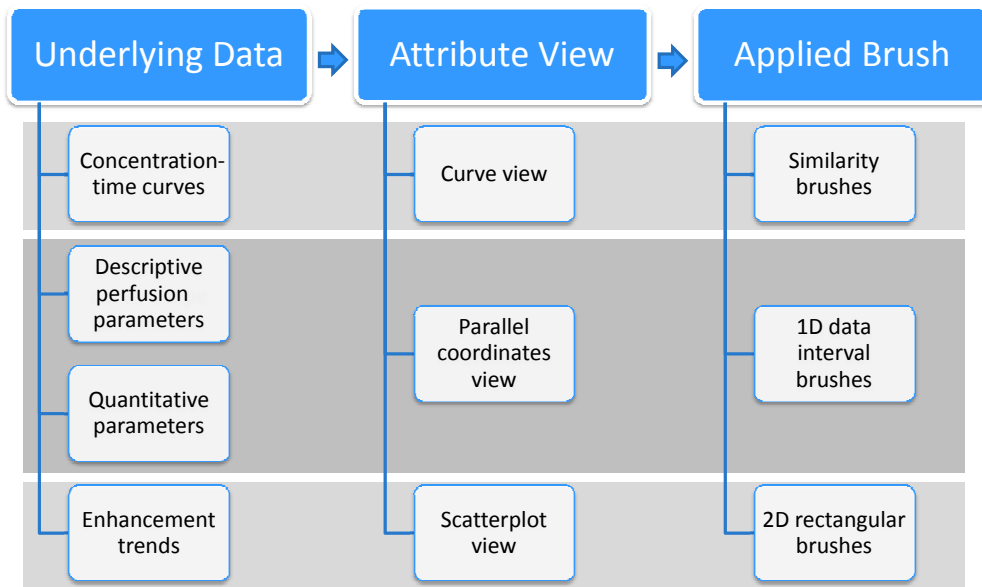 Underlying Data
Attribute View
Applied Brush
Concentration-
time curves
Curve view
Similarity
brushes
Descriptive
perfusion
parameters
Quantitative
parameters
Parallel
coordinates
view
1D data
interval
brushes
Enhancement
trends
Scatterplot
view
2D rectangular
brushes